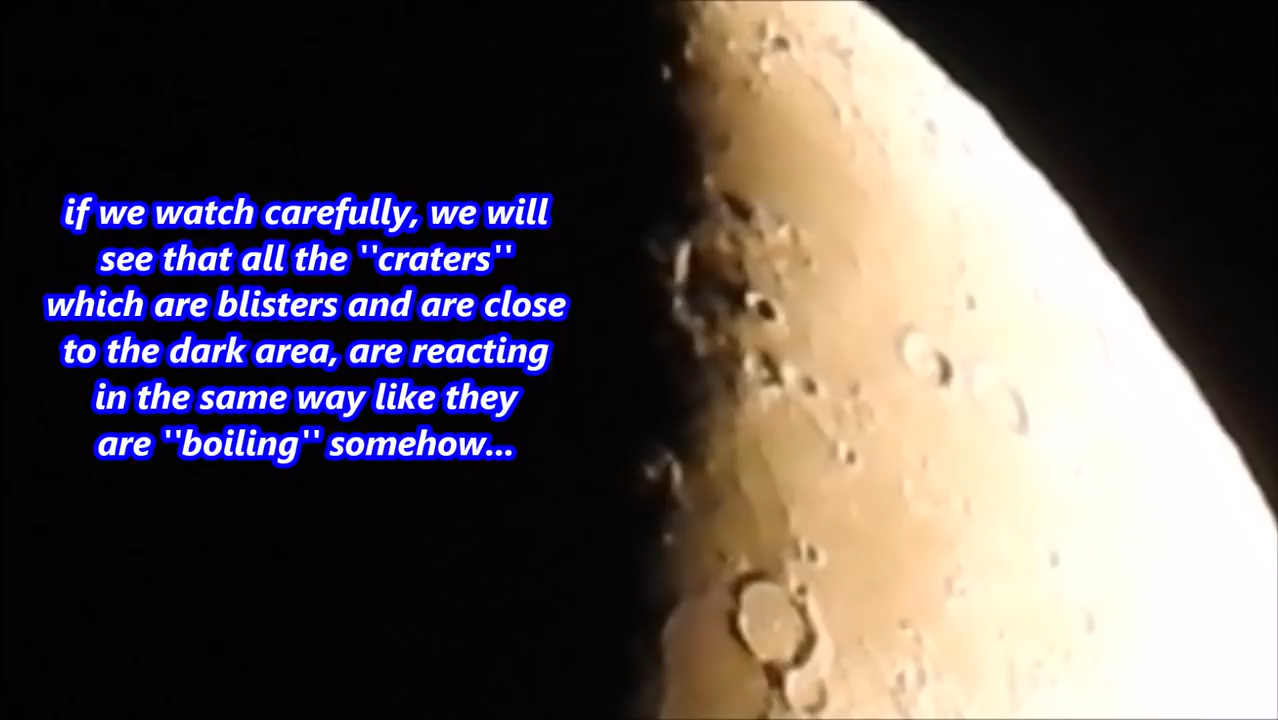 if we watch carefully, we will
see that all the ''craters''
which are blisters and are close
to the dark area, are reacting
in the same way like they
are ''boiling'' somehow...